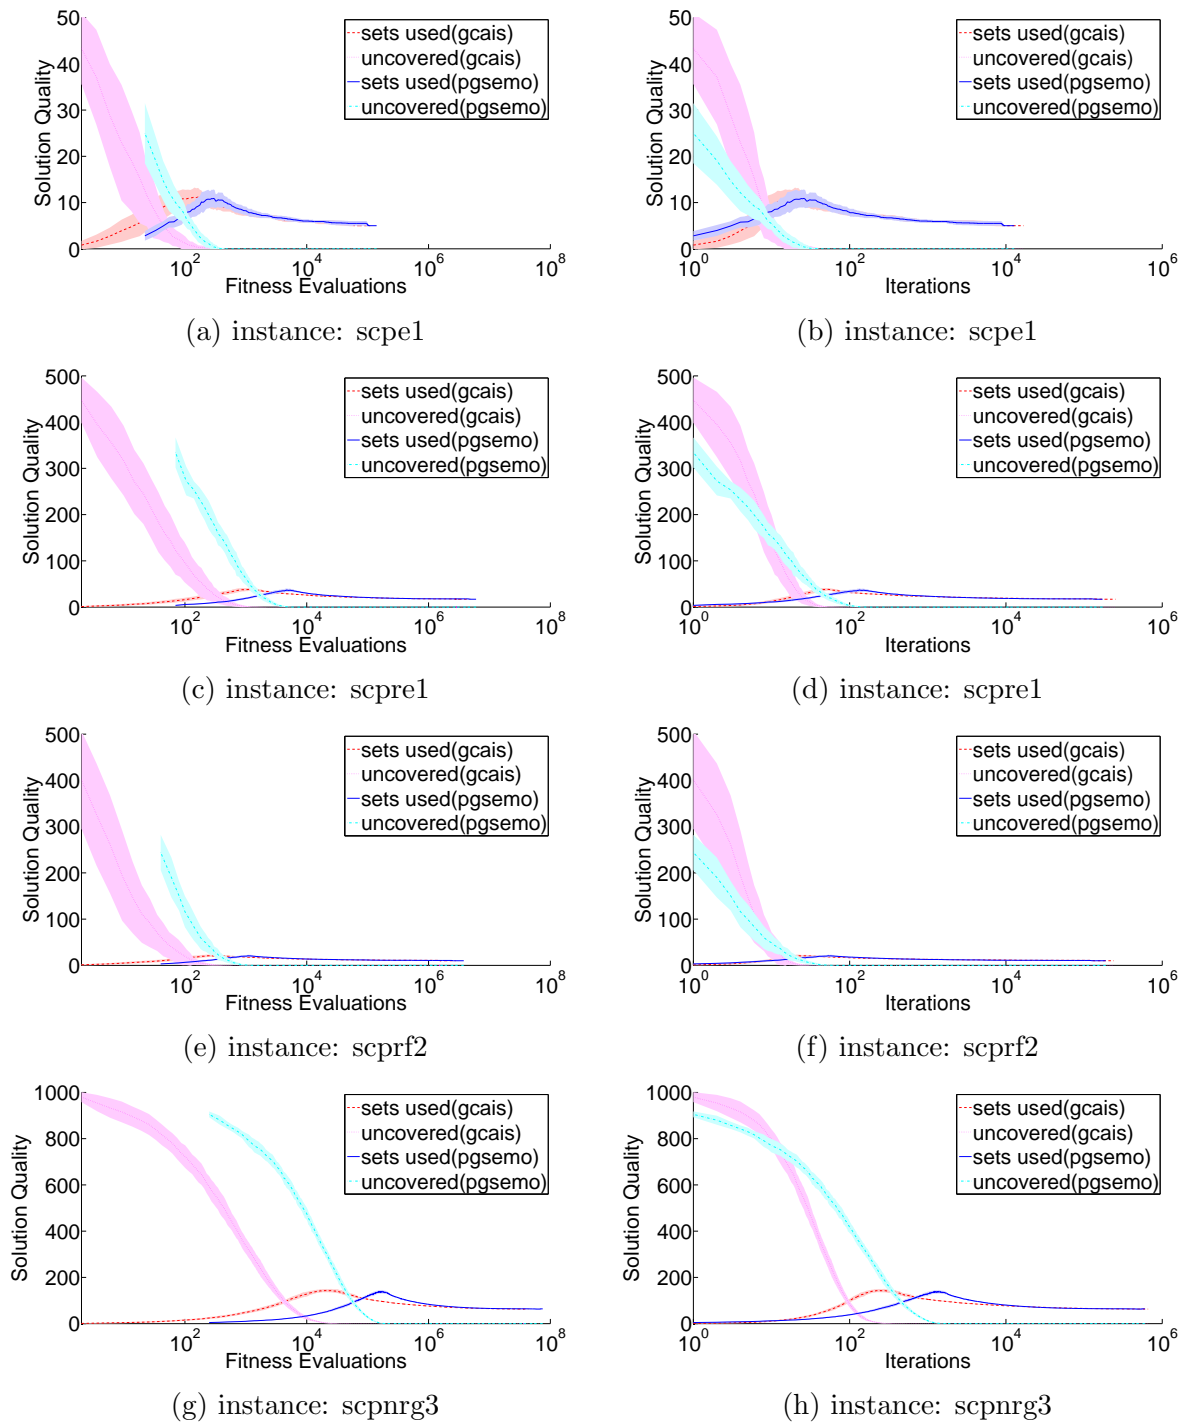 50
40
30
20
10
0
Solution Quality
sets used(gcais)
uncovered(gcais)
sets used(pgsemo)
uncovered(pgsemo)
10^2 10^4 10^6 10^8
Fitness Evaluations
(a) instance: scpe1
50
40
30
20
10
0
Solution Quality
sets used(gcais)
uncovered(gcais)
sets used(pgsemo)
uncovered(pgsemo)
10^0 10^2 10^4 10^6
Iterations
(b) instance: scpe1
500
400
300
200
100
0
Solution Quality
sets used(gcais)
uncovered(gcais)
sets used(pgsemo)
uncovered(pgsemo)
10^2 10^4 10^6 10^8
Fitness Evaluations
(c) instance: scpre1
500
400
300
200
100
0
Solution Quality
sets used(gcais)
uncovered(gcais)
sets used(pgsemo)
uncovered(pgsemo)
10^0 10^2 10^4 10^6
Iterations
(d) instance: scpre1
500
400
300
200
100
0
Solution Quality
sets used(gcais)
uncovered(gcais)
sets used(pgsemo)
uncovered(pgsemo)
10^2 10^4 10^6 10^8
Fitness Evaluations
(e) instance: scprf2
500
400
300
200
100
0
Solution Quality
sets used(gcais)
uncovered(gcais)
sets used(pgsemo)
uncovered(pgsemo)
10^0 10^2 10^4 10^6
Iterations
(f) instance: scprf2
1000
800
600
400
200
0
Solution Quality
sets used(gcais)
uncovered(gcais)
sets used(pgsemo)
uncovered(pgsemo)
10^2 10^4 10^6 10^8
Fitness Evaluations
(g) instance: scpnrg3
1000
800
600
400
200
0
Solution Quality
sets used(gcais)
uncovered(gcais)
sets used(pgsemo)
uncovered(pgsemo)
10^0 10^2 10^4 10^6
Iterations
(h) instance: scpnrg3